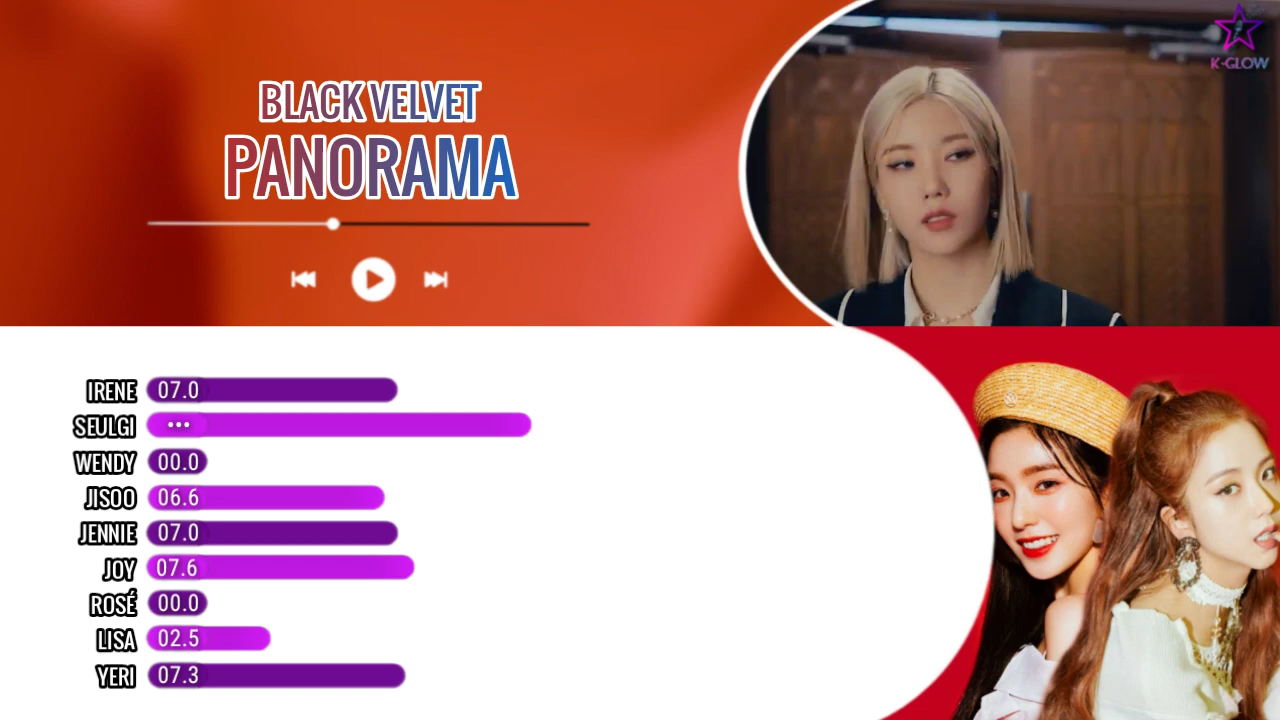 K-GLOW
BLACK VELVET
PANORAMA
IRENE 07.0
SEULGI •••
WENDY 00.0
JISOO 06.6
JENNIE 07.0
JOY 07.6
ROSÉ 00.0
LISA 02.5
YERI 07.3